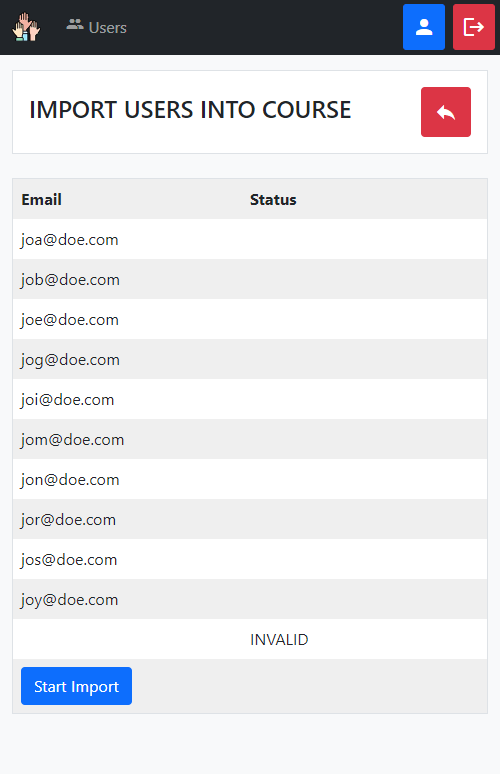 Users
IMPORT USERS INTO COURSE
Email Status
joa@doe.com
job@doe.com
joe@doe.com
jog@doe.com
joi@doe.com
jom@doe.com
jon@doe.com
jor@doe.com
jos@doe.com
joy@doe.com
INVALID
Start Import